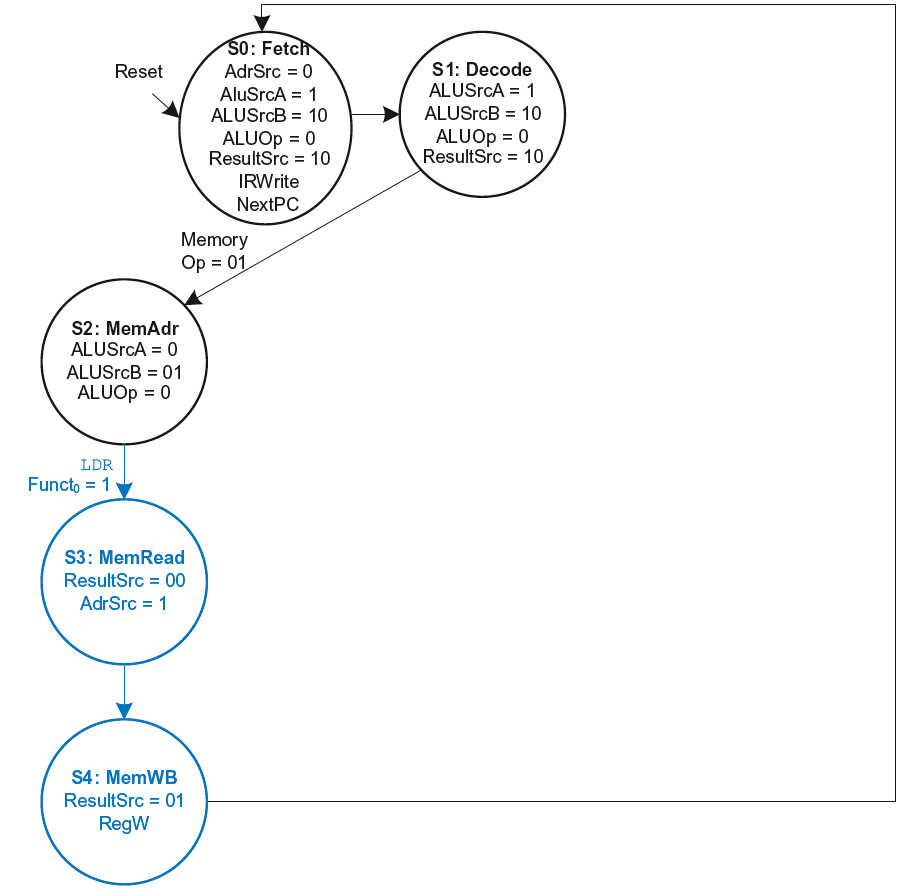 Reset
S0: Fetch
AdrSrc = 0
AluSrcA = 1
ALUSrcB = 10
ALUOp = 0
ResultSrc = 10
IRWrite
NextPC
S1: Decode
ALUSrcA = 1
ALUSrcB = 10
ALUOp = 0
ResultSrc = 10
Memory
Op = 01
S2: MemAdr
ALUSrcA = 0
ALUSrcB = 01
ALUOp = 0
LDR
Funct₀ = 1
S3: MemRead
ResultSrc = 00
AdrSrc = 1
S4: MemWB
ResultSrc = 01
RegW